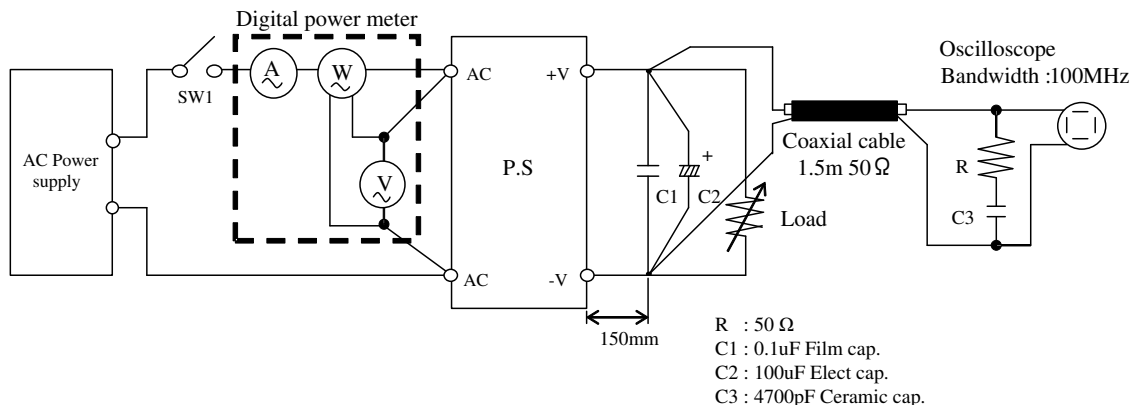 Digital power meter
Oscilloscope
Bandwidth :100MHz
A
W
SW1
AC
+V
AC Power
supply
V
P.S
C1
+
C2
Load
Coaxial cable
1.5m 50Ω
R
C3
AC
-V
150mm
R : 50 Ω
C1 : 0.1uF Film cap.
C2 : 100uF Elect cap.
C3 : 4700pF Ceramic cap.